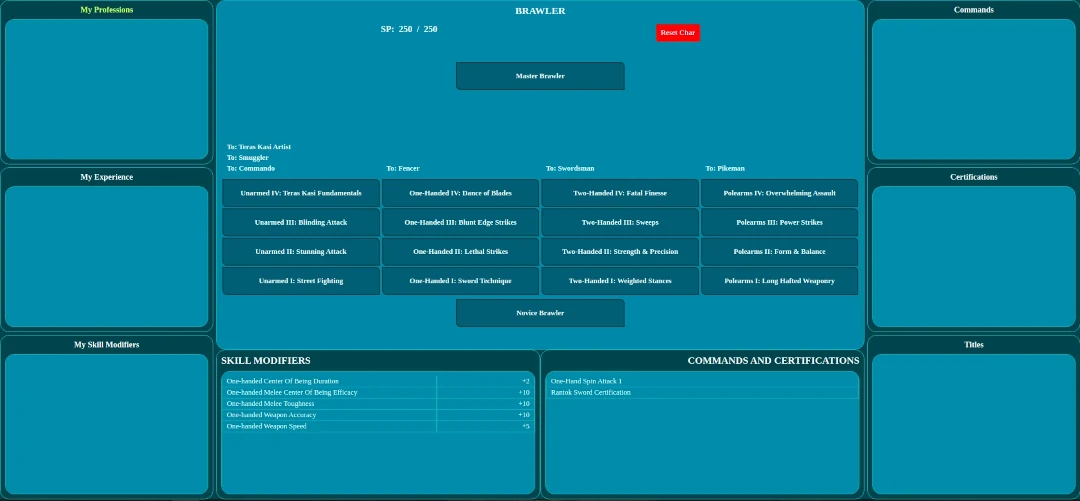 My Professions
My Experience
My Skill Modifiers
BRAWLER
SP: 250 / 250
Reset Char
Master Brawler
To: Teras Kasi Artist
To: Smuggler
To: Commando
To: Fencer
To: Swordsman
To: Pikeman
Unarmed IV: Teras Kasi Fundamentals
One-Handed IV: Dance of Blades
Two-Handed IV: Fatal Finesse
Polearms IV: Overwhelming Assault
Unarmed III: Blinding Attack
One-Handed III: Blunt Edge Strikes
Two-Handed III: Sweeps
Polearms III: Power Strikes
Unarmed II: Stunning Attack
One-Handed II: Lethal Strikes
Two-Handed II: Strength & Precision
Polearms II: Form & Balance
Unarmed I: Street Fighting
One-Handed I: Sword Technique
Two-Handed I: Weighted Stances
Polearms I: Long Hafted Weaponry
Novice Brawler
SKILL MODIFIERS
One-handed Center Of Being Duration +2
One-handed Melee Center Of Being Efficacy +10
One-handed Melee Toughness +10
One-handed Weapon Accuracy +10
One-handed Weapon Speed +5
COMMANDS AND CERTIFICATIONS
One-Hand Spin Attack 1
Rantok Sword Certification
Commands
Certifications
Titles